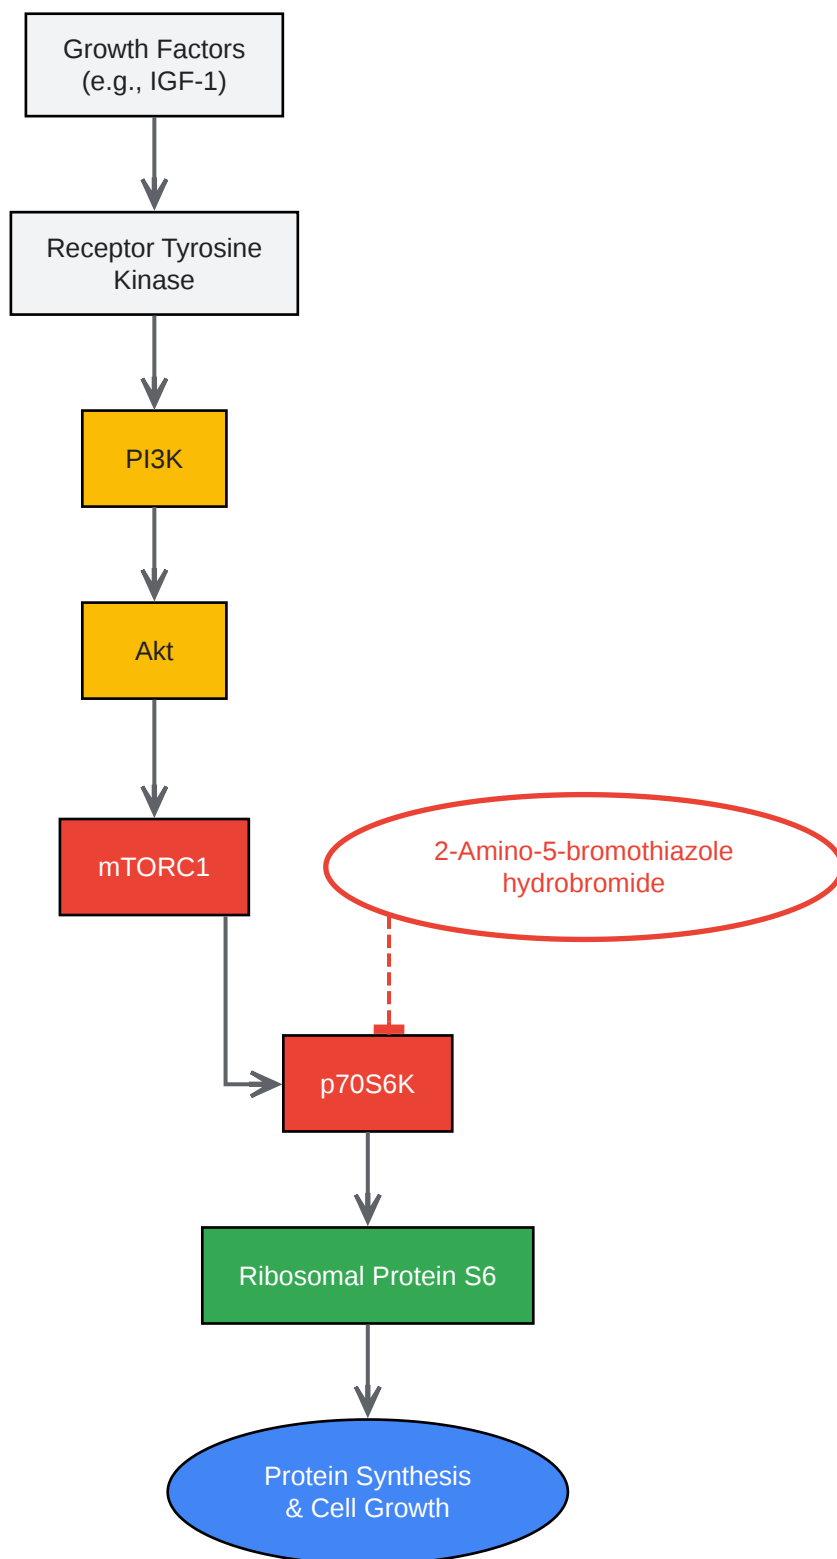 Growth Factors
(e.g., IGF-1)
Receptor Tyrosine
Kinase
PI3K
Akt
mTORC1
2-Amino-5-bromothiazole
hydrobromide
p70S6K
Ribosomal Protein S6
Protein Synthesis
& Cell Growth